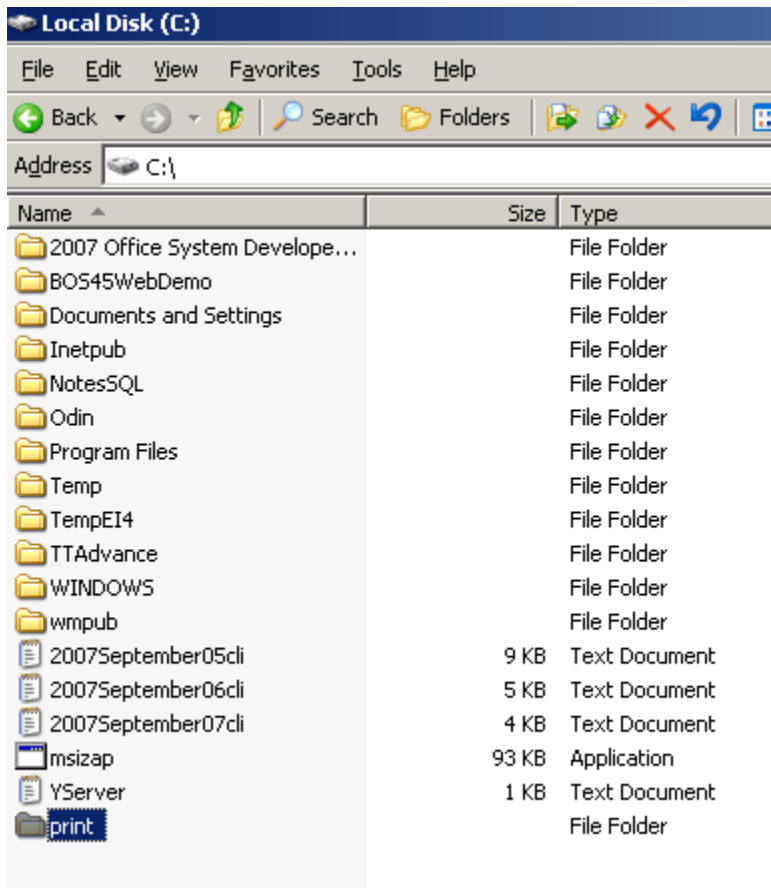 Local Disk (C:)
File Edit View Favorites Tools Help
Back Search Folders
Address C:\
Name Size Type
2007 Office System Develope... File Folder
BOS45WebDemo File Folder
Documents and Settings File Folder
Inetpub File Folder
NotesSQL File Folder
Odin File Folder
Program Files File Folder
Temp File Folder
TempEI4 File Folder
TTAdvance File Folder
WINDOWS File Folder
wmpub File Folder
2007September05cli 9 KB Text Document
2007September06cli 5 KB Text Document
2007September07cli 4 KB Text Document
msizap 93 KB Application
YServer 1 KB Text Document
print File Folder